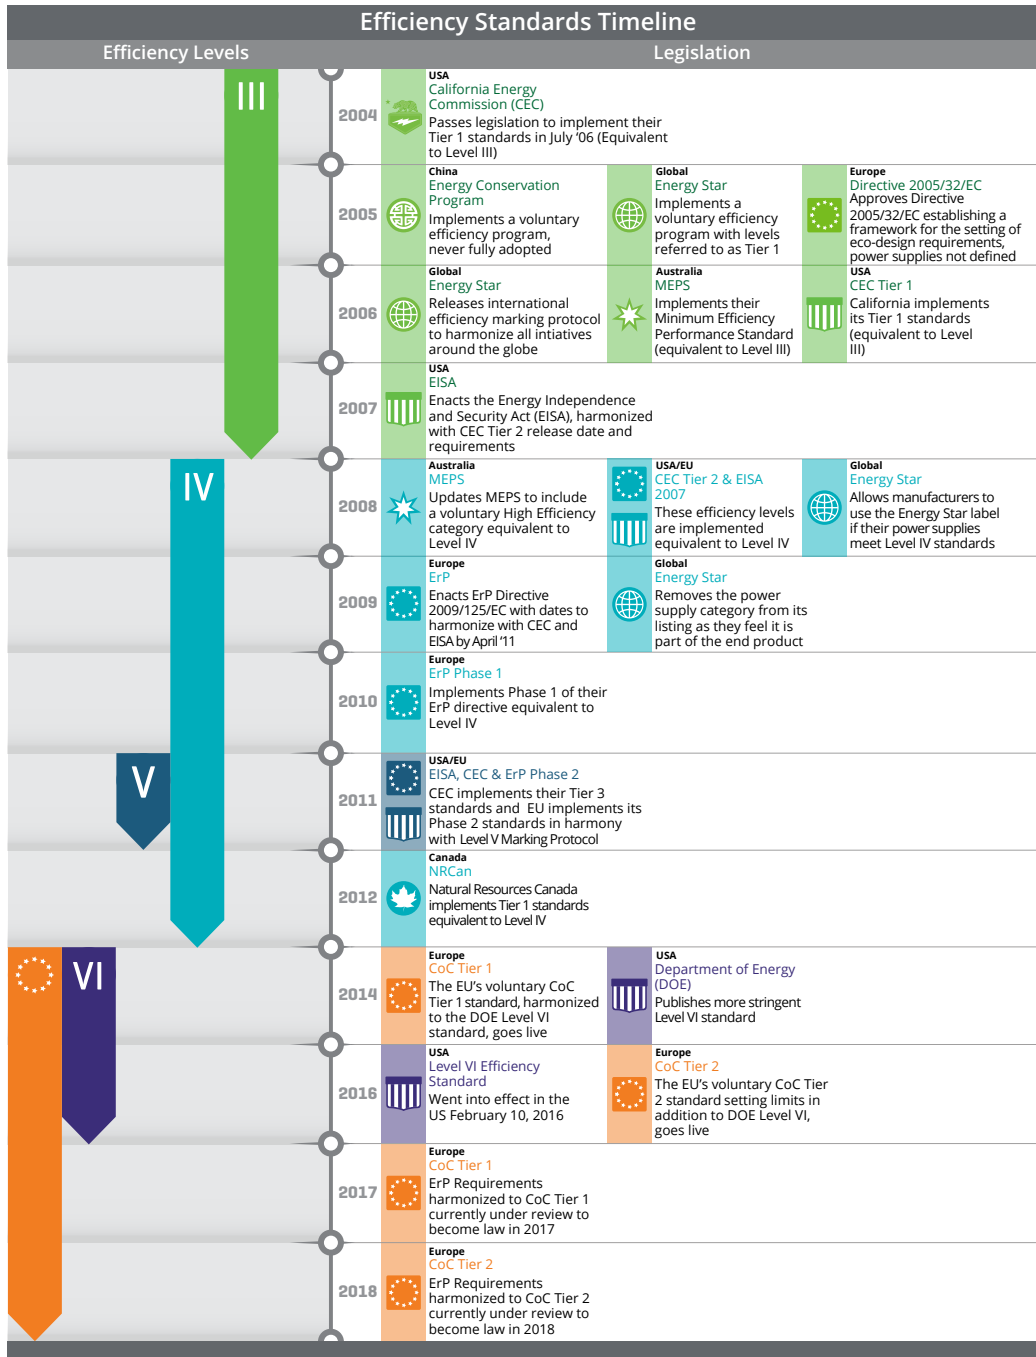 Efficiency Standards Timeline
Efficiency Levels
Legislation
III
2004
USA
California Energy
Commission (CEC)
Passes legislation to implement their
Tier 1 standards in July ‘06 (Equivalent
to Level III)
2005
China
Energy Conservation
Program
Implements a voluntary
efficiency program,
never fully adopted
Global
Energy Star
Implements a
voluntary efficiency
program with levels
referred to as Tier 1
Europe
Directive 2005/32/EC
Approves Directive
2005/32/EC establishing a
framework for the setting of
eco-design requirements,
power supplies not defined
2006
Global
Energy Star
Releases international
efficiency marking protocol
to harmonize all intiatives
around the globe
Australia
MEPS
Implements their
Minimum Efficiency
Performance Standard
(equivalent to Level III)
USA
CEC Tier 1
California implements
its Tier 1 standards
(equivalent to Level
III)
2007
USA
EISA
Enacts the Energy Independence
and Security Act (EISA), harmonized
with CEC Tier 2 release date and
requirements
IV
2008
Australia
MEPS
Updates MEPS to include
a voluntary High Efficiency
category equivalent to
Level IV
USA/EU
CEC Tier 2 & EISA
2007
These efficiency levels
are implemented
equivalent to Level IV
Global
Energy Star
Allows manufacturers to
use the Energy Star label
if their power supplies
meet Level IV standards
2009
Europe
ErP
Enacts ErP Directive
2009/125/EC with dates to
harmonize with CEC and
EISA by April ‘11
Global
Energy Star
Removes the power
supply category from its
listing as they feel it is
part of the end product
2010
Europe
ErP Phase 1
Implements Phase 1 of their
ErP directive equivalent to
Level IV
V
2011
USA/EU
EISA, CEC & ErP Phase 2
CEC implements their Tier 3
standards and EU implements its
Phase 2 standards in harmony
with Level V Marking Protocol
2012
Canada
NRCan
Natural Resources Canada
implements Tier 1 standards
equivalent to Level IV
VI
2014
Europe
CoC Tier 1
The EU’s voluntary CoC
Tier 1 standard, harmonized
to the DOE Level VI
standard, goes live
USA
Department of Energy
(DOE)
Publishes more stringent
Level VI standard
2016
USA
Level VI Efficiency
Standard
Went into effect in the
US February 10, 2016
Europe
CoC Tier 2
The EU’s voluntary CoC Tier
2 standard setting limits in
addition to DOE Level VI,
goes live
2017
Europe
CoC Tier 1
ErP Requirements
harmonized to CoC Tier 1
currently under review to
become law in 2017
2018
Europe
CoC Tier 2
ErP Requirements
harmonized to CoC Tier 2
currently under review to
become law in 2018